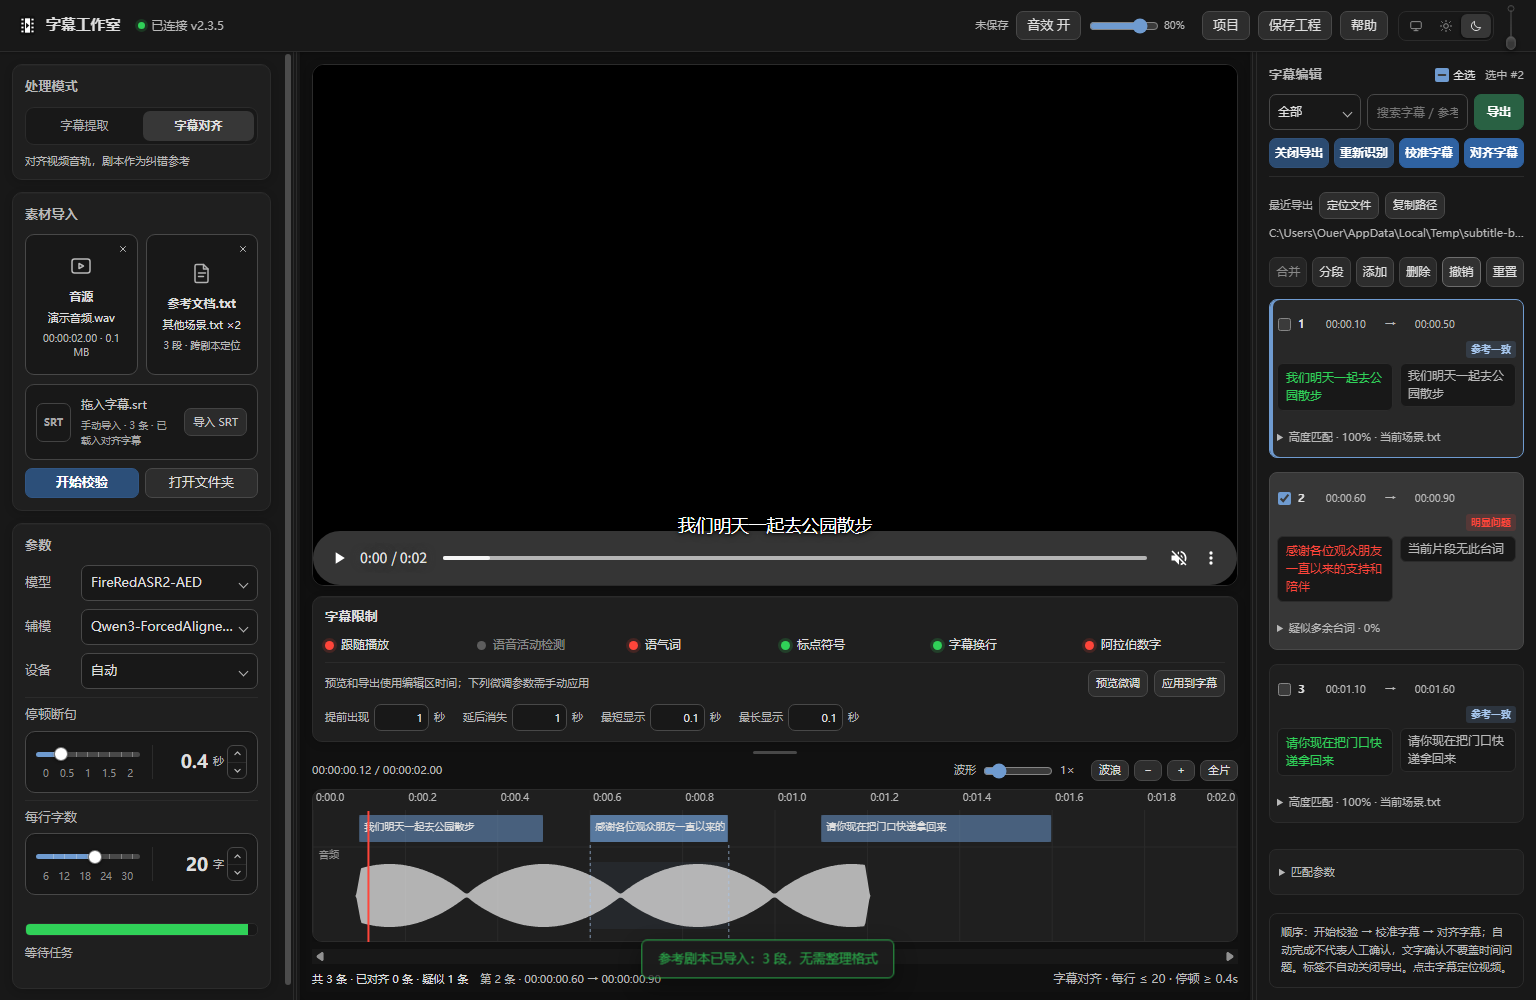 字幕工作室
已连接 v2.3.5
未保存
音效 开
80%
项目
保存工程
帮助
处理模式
字幕提取
字幕对齐
对齐视频音轨，剧本作为纠错参考
素材导入
×
音源
演示音频.wav
00:00:02.00 · 0.1
MB
×
参考文档.txt
其他场景.txt ×2
3 段 · 跨剧本定位
SRT
拖入字幕.srt
手动导入 · 3 条 · 已
载入对齐字幕
导入 SRT
开始校验
打开文件夹
参数
模型
FireRedASR2-AED
辅模
Qwen3-ForcedAligne...
设备
自动
停顿断句
0 0.5 1 1.5 2
0.4 秒
每行字数
6 12 18 24 30
20 字
等待任务
我们明天一起去公园散步
0:00 / 0:02
字幕限制
跟随播放
语音活动检测
语气词
标点符号
字幕换行
阿拉伯数字
预览和导出使用编辑区时间；下列微调参数需手动应用
预览微调
应用到字幕
提前出现 1 秒
延后消失 1 秒
最短显示 0.1 秒
最长显示 0.1 秒
00:00:00.12 / 00:00:02.00
波形
1×
波浪
−
+
全片
0:00.0 0:00.2 0:00.4 0:00.6 0:00.8 0:01.0 0:01.2 0:01.4 0:01.6 0:01.8 0:02.0
我们明天一起去公园散步
感谢各位观众朋友一直以来的
请你现在把门口快递拿回来
音频
参考剧本已导入：3 段，无需整理格式
共 3 条 · 已对齐 0 条 · 疑似 1 条
第 2 条 · 00:00:00.60 → 00:00:00.90
字幕对齐 · 每行 ≤ 20 · 停顿 ≥ 0.4s
字幕编辑
全选
选中 #2
全部
搜索字幕 / 参考
导出
关闭导出
重新识别
校准字幕
对齐字幕
最近导出
定位文件
复制路径
C:\Users\Ouer\AppData\Local\Temp\subtitle-b...
合并
分段
添加
删除
撤销
重置
1 00:00.10 → 00:00.50
参考一致
我们明天一起去公
园散步
我们明天一起去公
园散步
高度匹配 · 100% · 当前场景.txt
2 00:00.60 → 00:00.90
明显问题
感谢各位观众朋友
一直以来的支持和
陪伴
当前片段无此台词
疑似多余台词 · 0%
3 00:01.10 → 00:01.60
参考一致
请你现在把门口快
递拿回来
请你现在把门口快
递拿回来
高度匹配 · 100% · 当前场景.txt
匹配参数
顺序：开始校验 → 校准字幕 → 对齐字幕；自
动完成不代表人工确认，文字确认不覆盖时间问
题。标签不自动关闭导出。点击字幕定位视频。